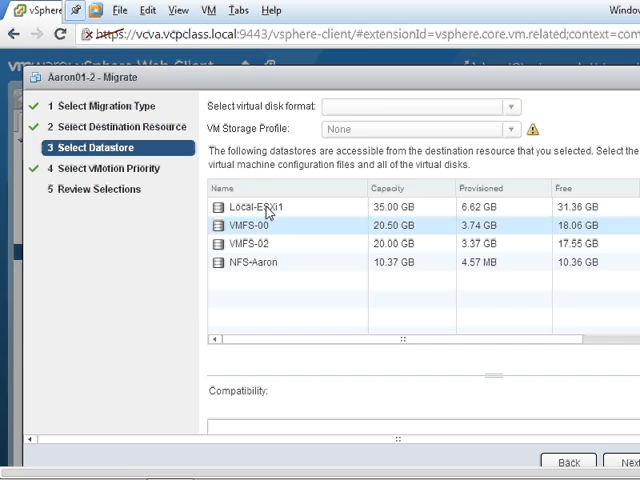 vSphere File Edit View VM Tabs Help Windo
https://vcva.vcpclass.local:9443/vsphere-client/#extensionId=vsphere.core.vm.related;context=com
Aaron01-2 - Migrate
1 Select Migration Type
2 Select Destination Resource
3 Select Datastore
4 Select vMotion Priority
5 Review Selections
Select virtual disk format:
VM Storage Profile: None
The following datastores are accessible from the destination resource that you selected. Select the
virtual machine configuration files and all of the virtual disks.
Name Capacity Provisioned Free
Local-ESXi1 35.00 GB 6.62 GB 31.36 GB
VMFS-00 20.50 GB 3.74 GB 18.06 GB
VMFS-02 20.00 GB 3.37 GB 17.55 GB
NFS-Aaron 10.37 GB 4.57 MB 10.36 GB
Compatibility:
Back Next